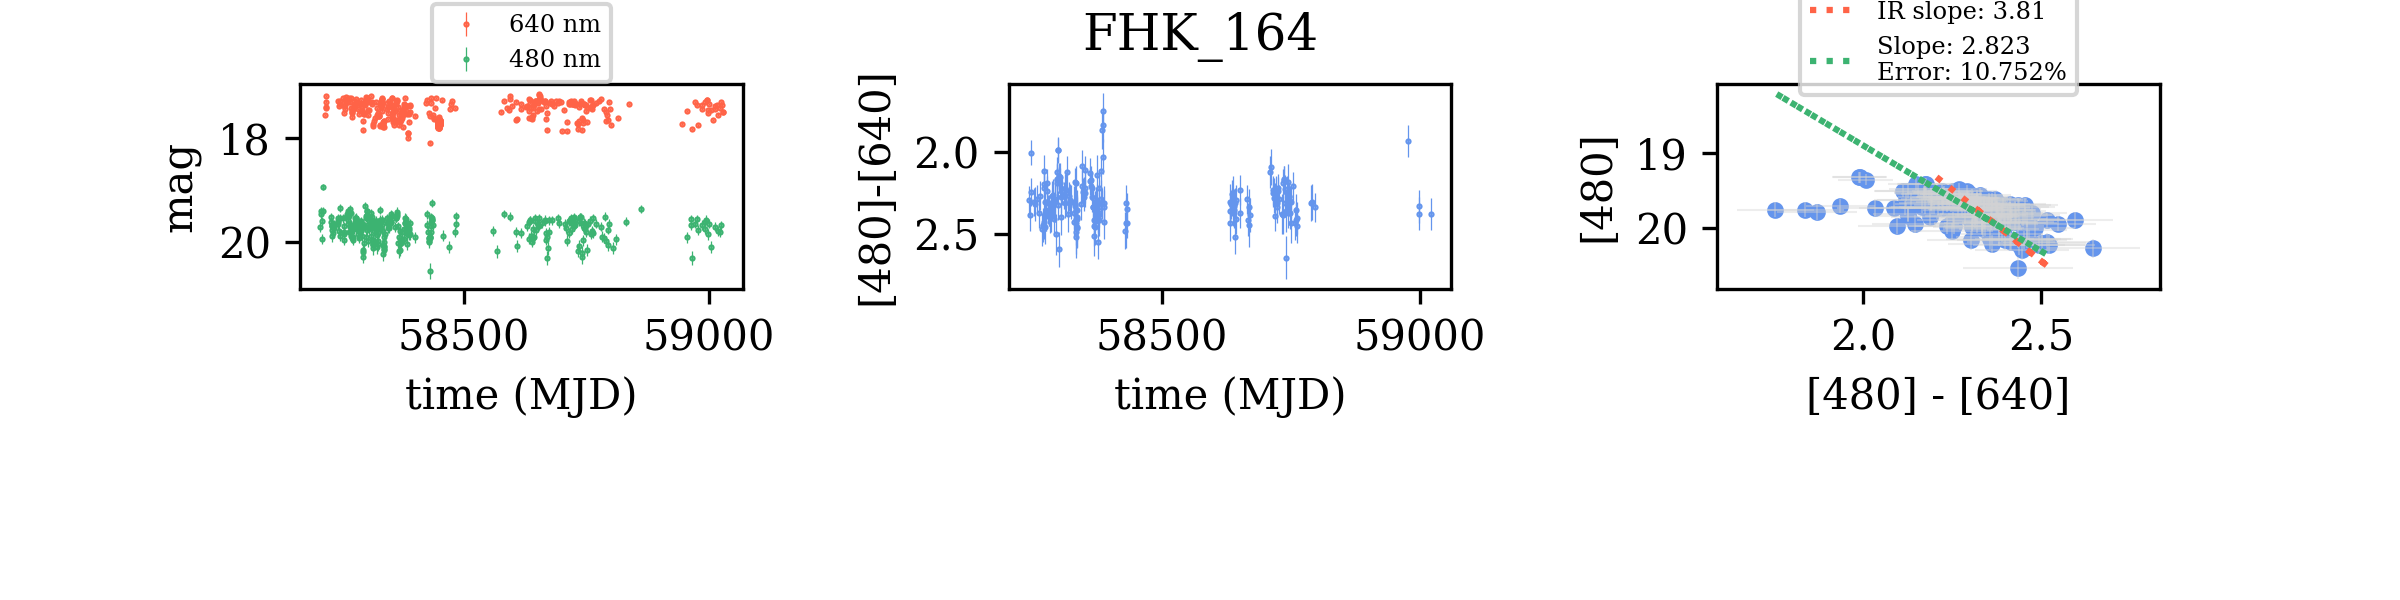 640 nm
480 nm
18
20
mag
58500
59000
time (MJD)
FHK_164
[480]-[640]
2.0
2.5
58500
59000
time (MJD)
IR slope: 3.81
Slope: 2.823
Error: 10.752%
[480]
19
20
2.0
2.5
[480] - [640]